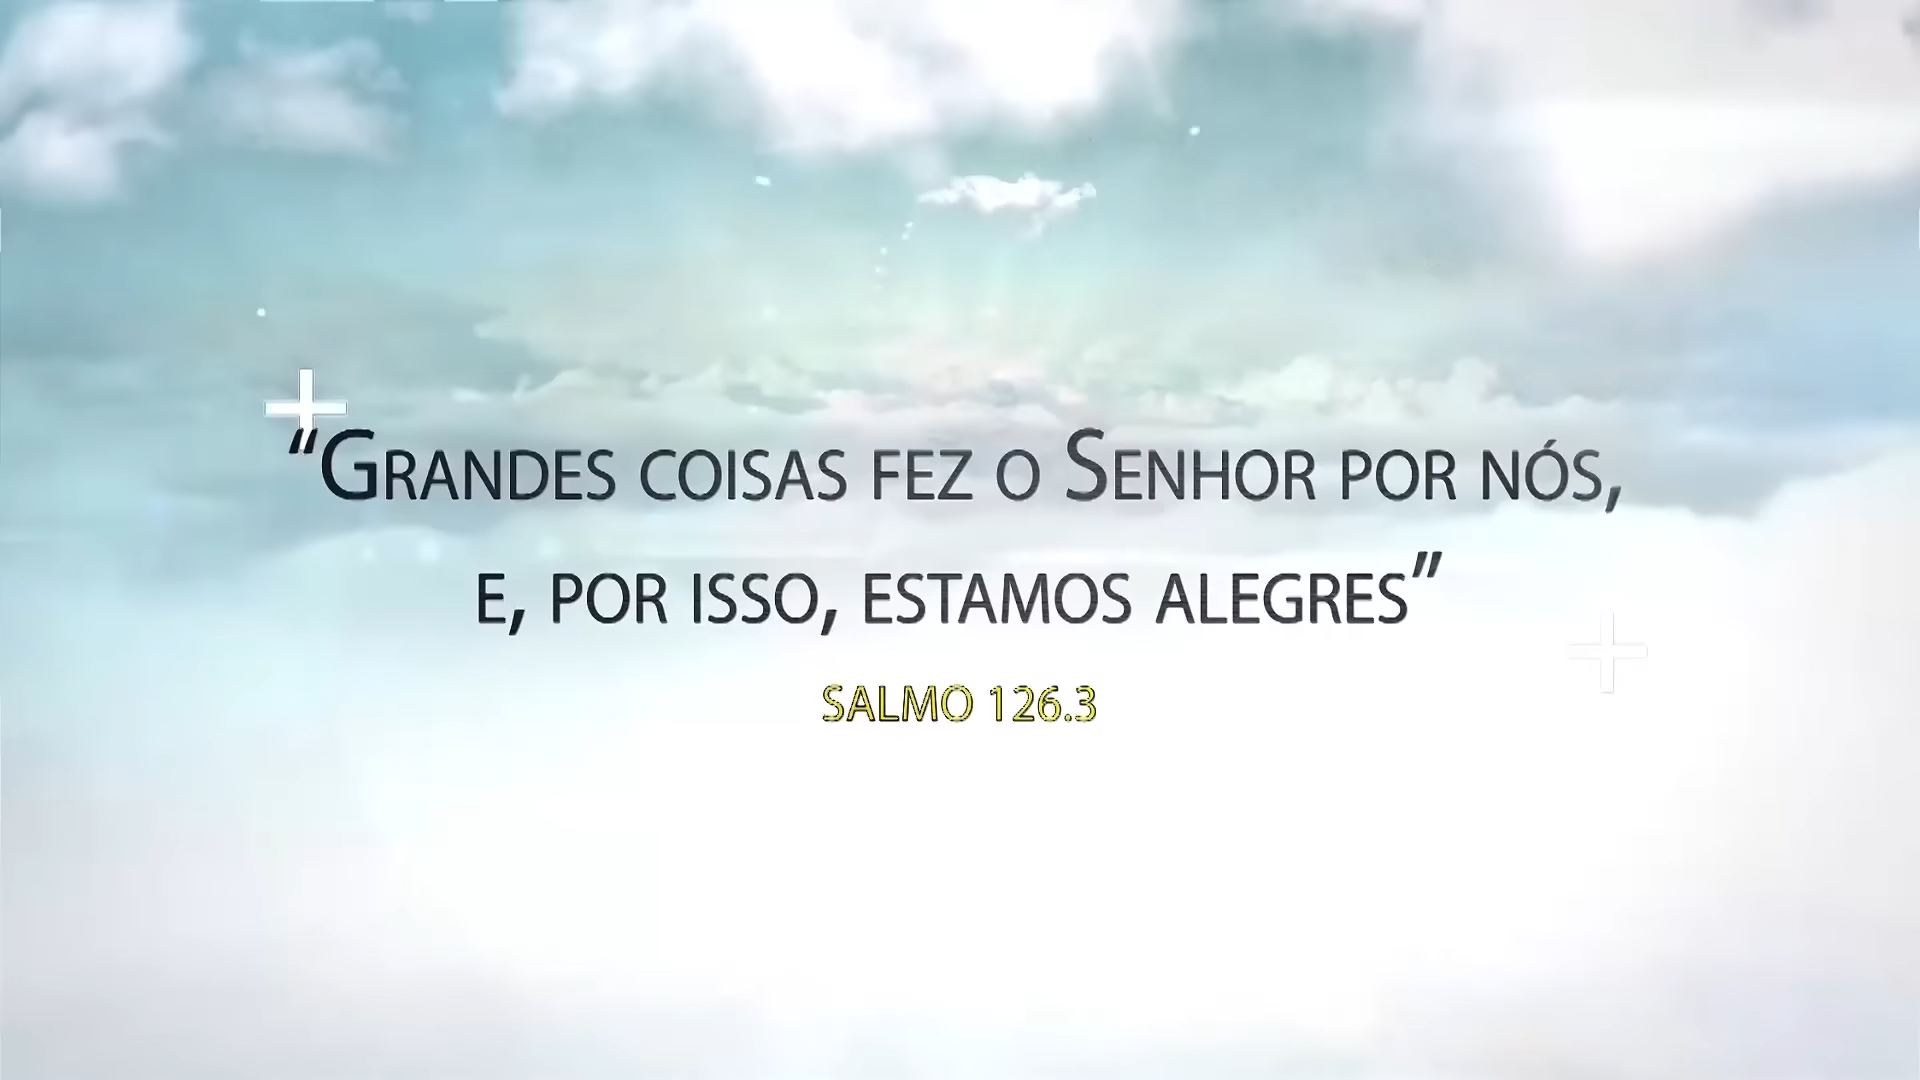 “Grandes coisas fez o Senhor por nós,
e, por isso, estamos alegres”
SALMO 126.3